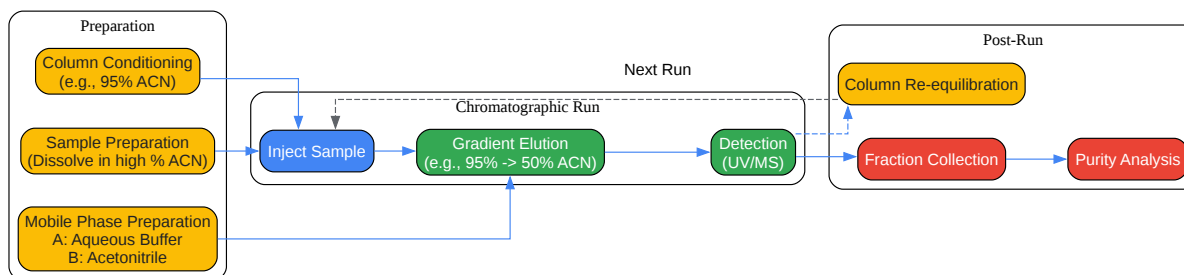 Preparation
Column Conditioning
(e.g., 95% ACN)
Sample Preparation
(Dissolve in high % ACN)
Mobile Phase Preparation
A: Aqueous Buffer
B: Acetonitrile
Next Run
Chromatographic Run
Inject Sample
Gradient Elution
(e.g., 95% -> 50% ACN)
Detection
(UV/MS)
Post-Run
Column Re-equilibration
Fraction Collection
Purity Analysis